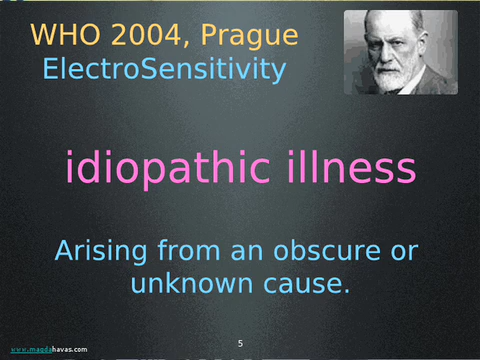 WHO 2004, Prague
ElectroSensitivity
idiopathic illness
Arising from an obscure or
unknown cause.
5
www.magdahavas.com